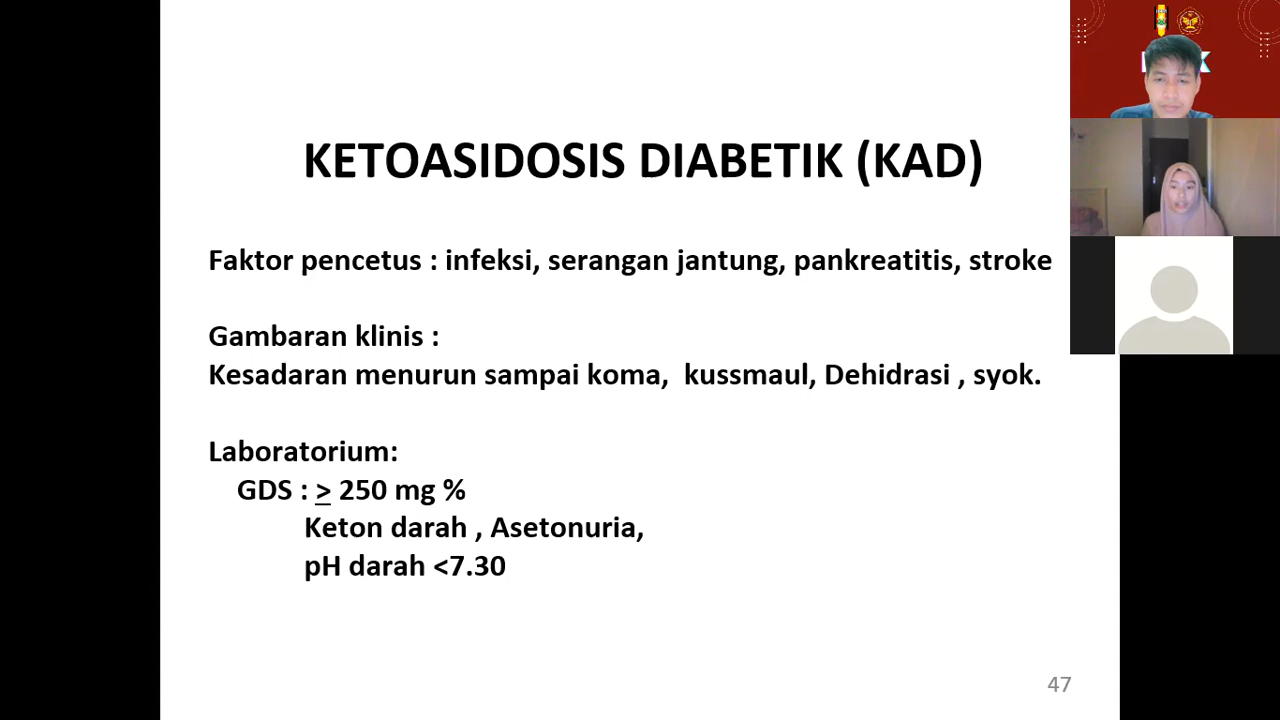 KETOASIDOSIS DIABETIK (KAD)
Faktor pencetus : infeksi, serangan jantung, pankreatitis, stroke
Gambaran klinis :
Kesadaran menurun sampai koma,  kussmaul, Dehidrasi , syok.
Laboratorium:
GDS : > 250 mg %
Keton darah , Asetonuria,
pH darah <7.30
47